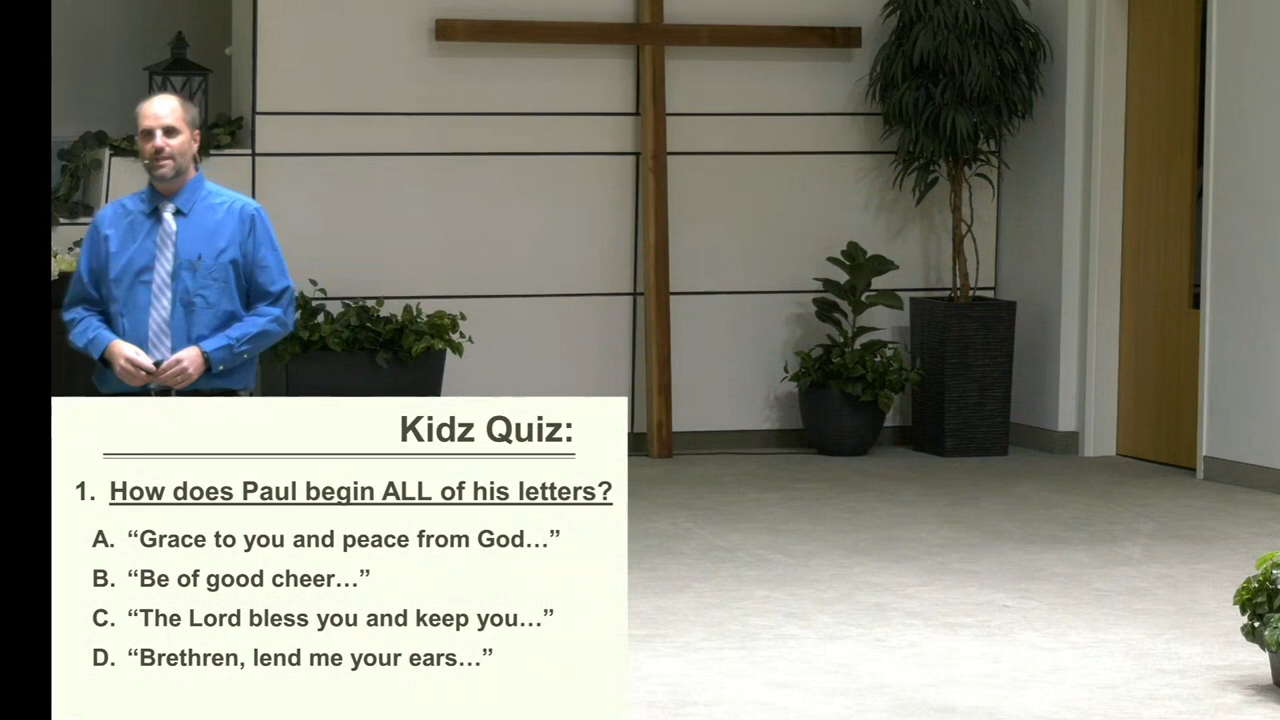 Kidz Quiz:
1. How does Paul begin ALL of his letters?
A. “Grace to you and peace from God…”
B. “Be of good cheer…”
C. “The Lord bless you and keep you…”
D. “Brethren, lend me your ears…”